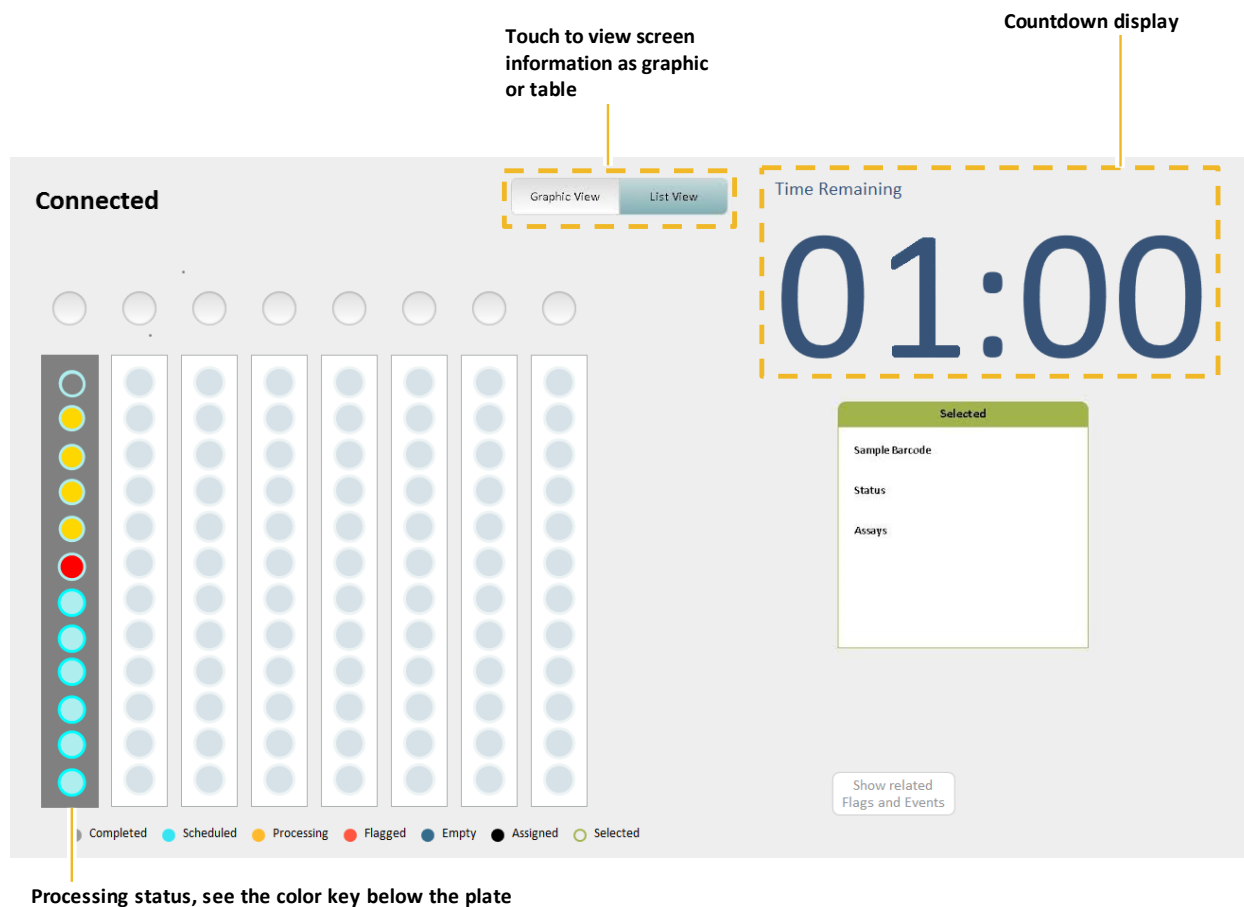 Countdown display
Touch to view screen
information as graphic
or table
Connected
Graphic View
List View
Time Remaining
01:00
Selected
Sample Barcode
Status
Assays
Show related
Flags and Events
Completed
Scheduled
Processing
Flagged
Empty
Assigned
Selected
Processing status, see the color key below the plate